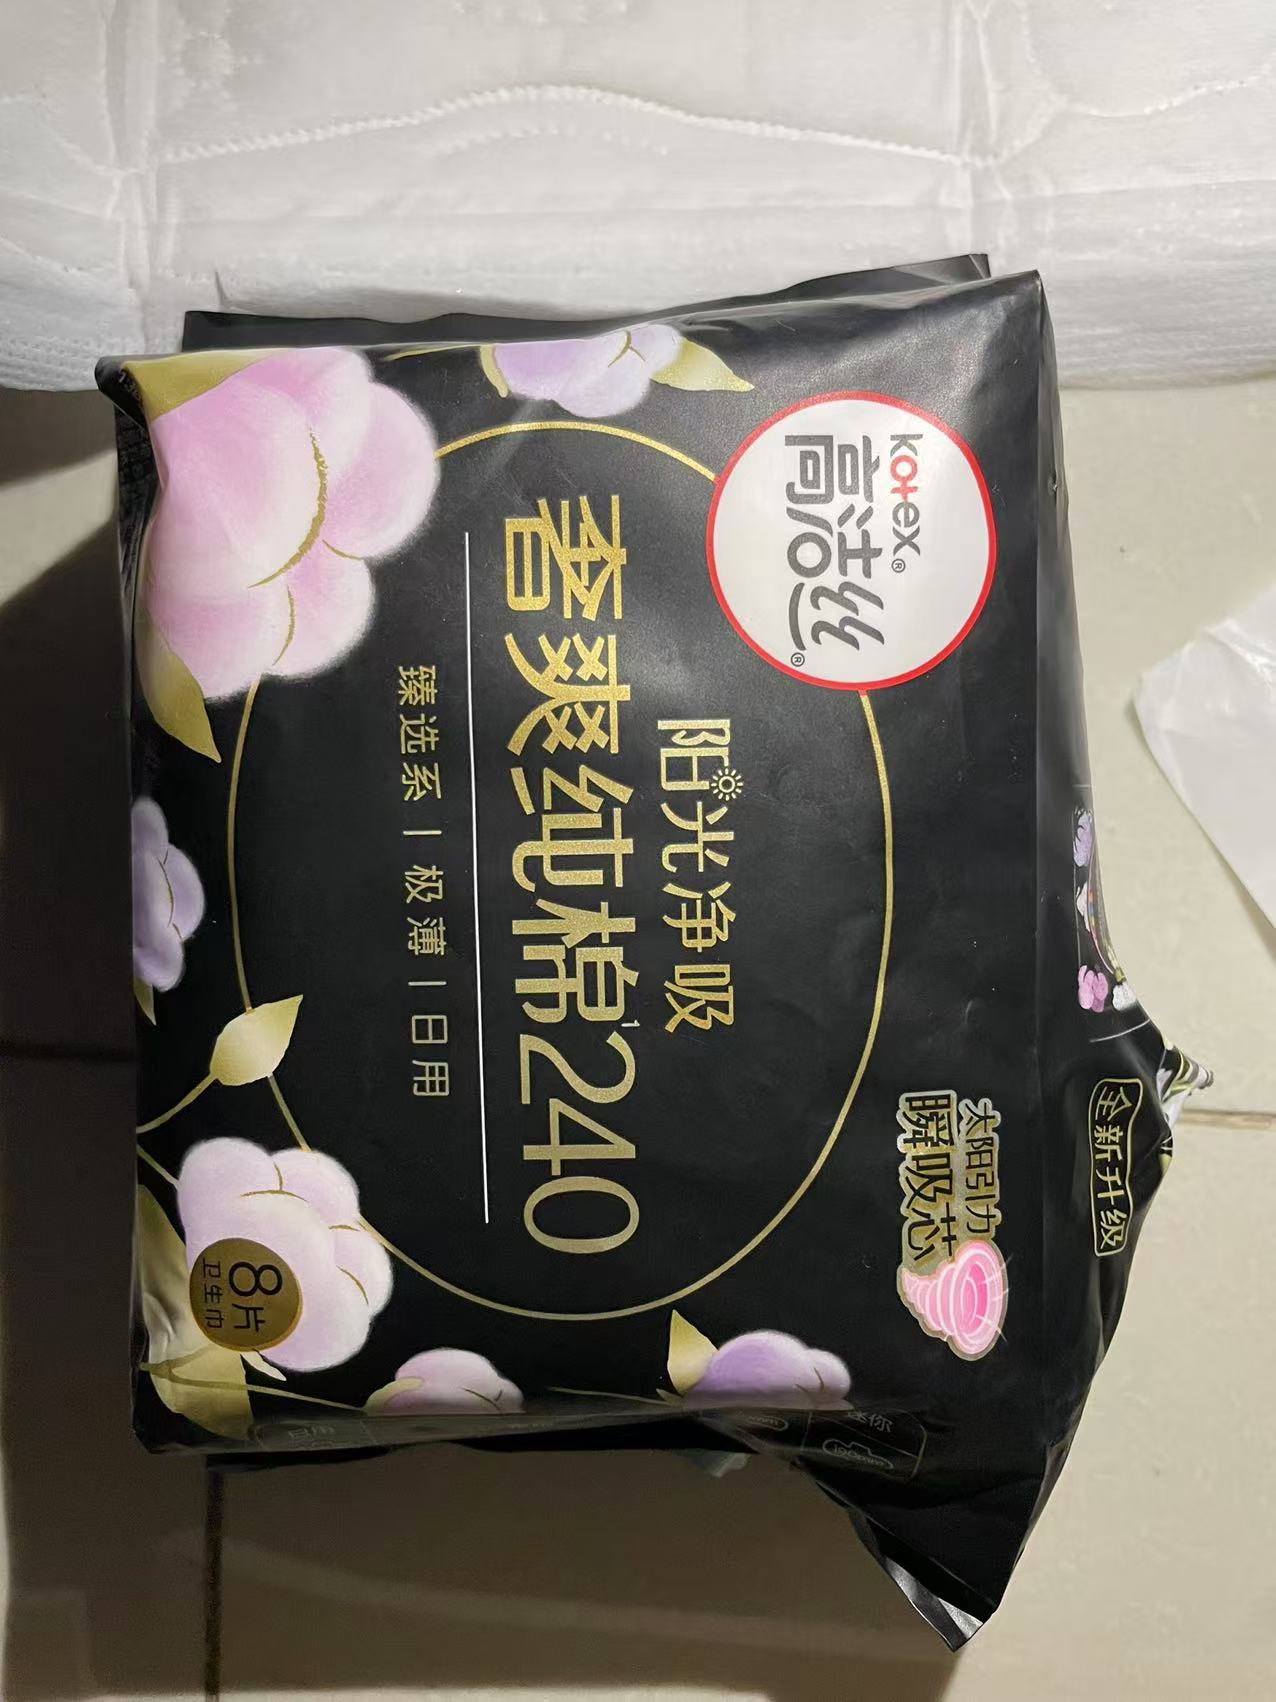 全新升级
太阳引力
瞬吸芯
kotex®
高洁丝®
阳光净吸
奢爽纯棉¹240
臻选系 | 极薄 | 日用
8片
卫生巾